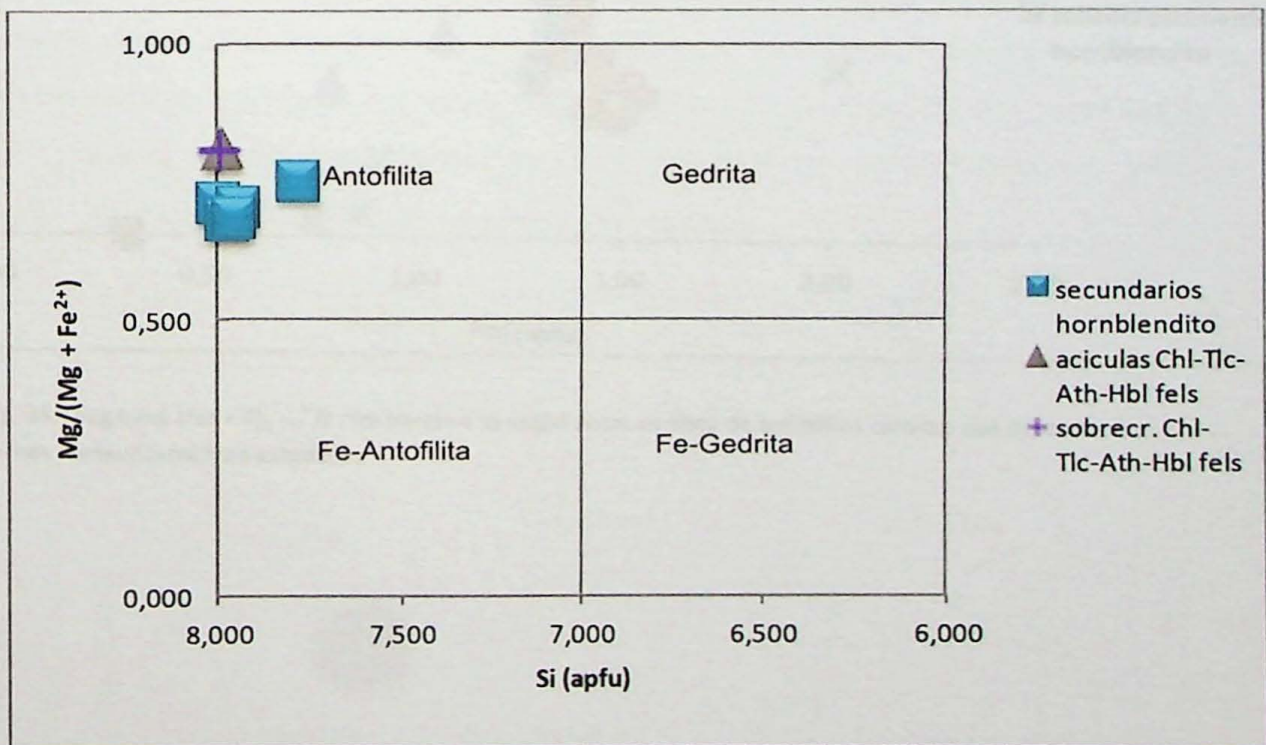 1,000
0,500
0,000
Mg/(Mg + Fe²⁺)
Antofilita
Gedrita
Fe-Antofilita
Fe-Gedrita
8,000
7,500
7,000
6,500
6,000
Si (apfu)
secundarios
hornblendito
aciculas Chl-Tlc-
Ath-Hbl fels
sobrecr. Chl-
Tlc-Ath-Hbl fels